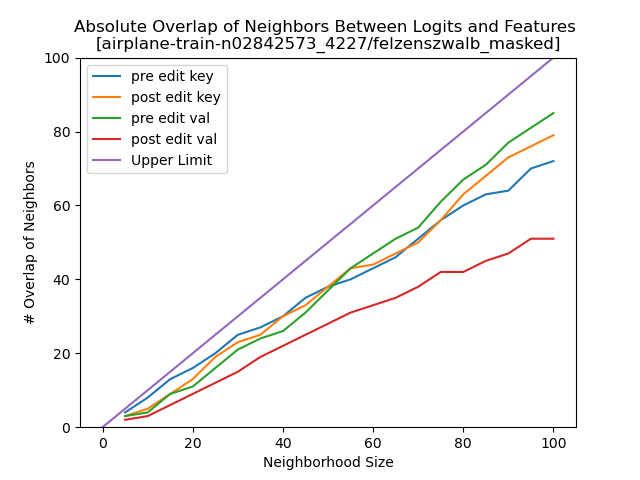 Absolute Overlap of Neighbors Between Logits and Features
[airplane-train-n02842573_4227/felzenszwalb_masked]
pre edit key
post edit key
pre edit val
post edit val
Upper Limit
# Overlap of Neighbors
100
80
60
40
20
0
0 20 40 60 80 100
Neighborhood Size